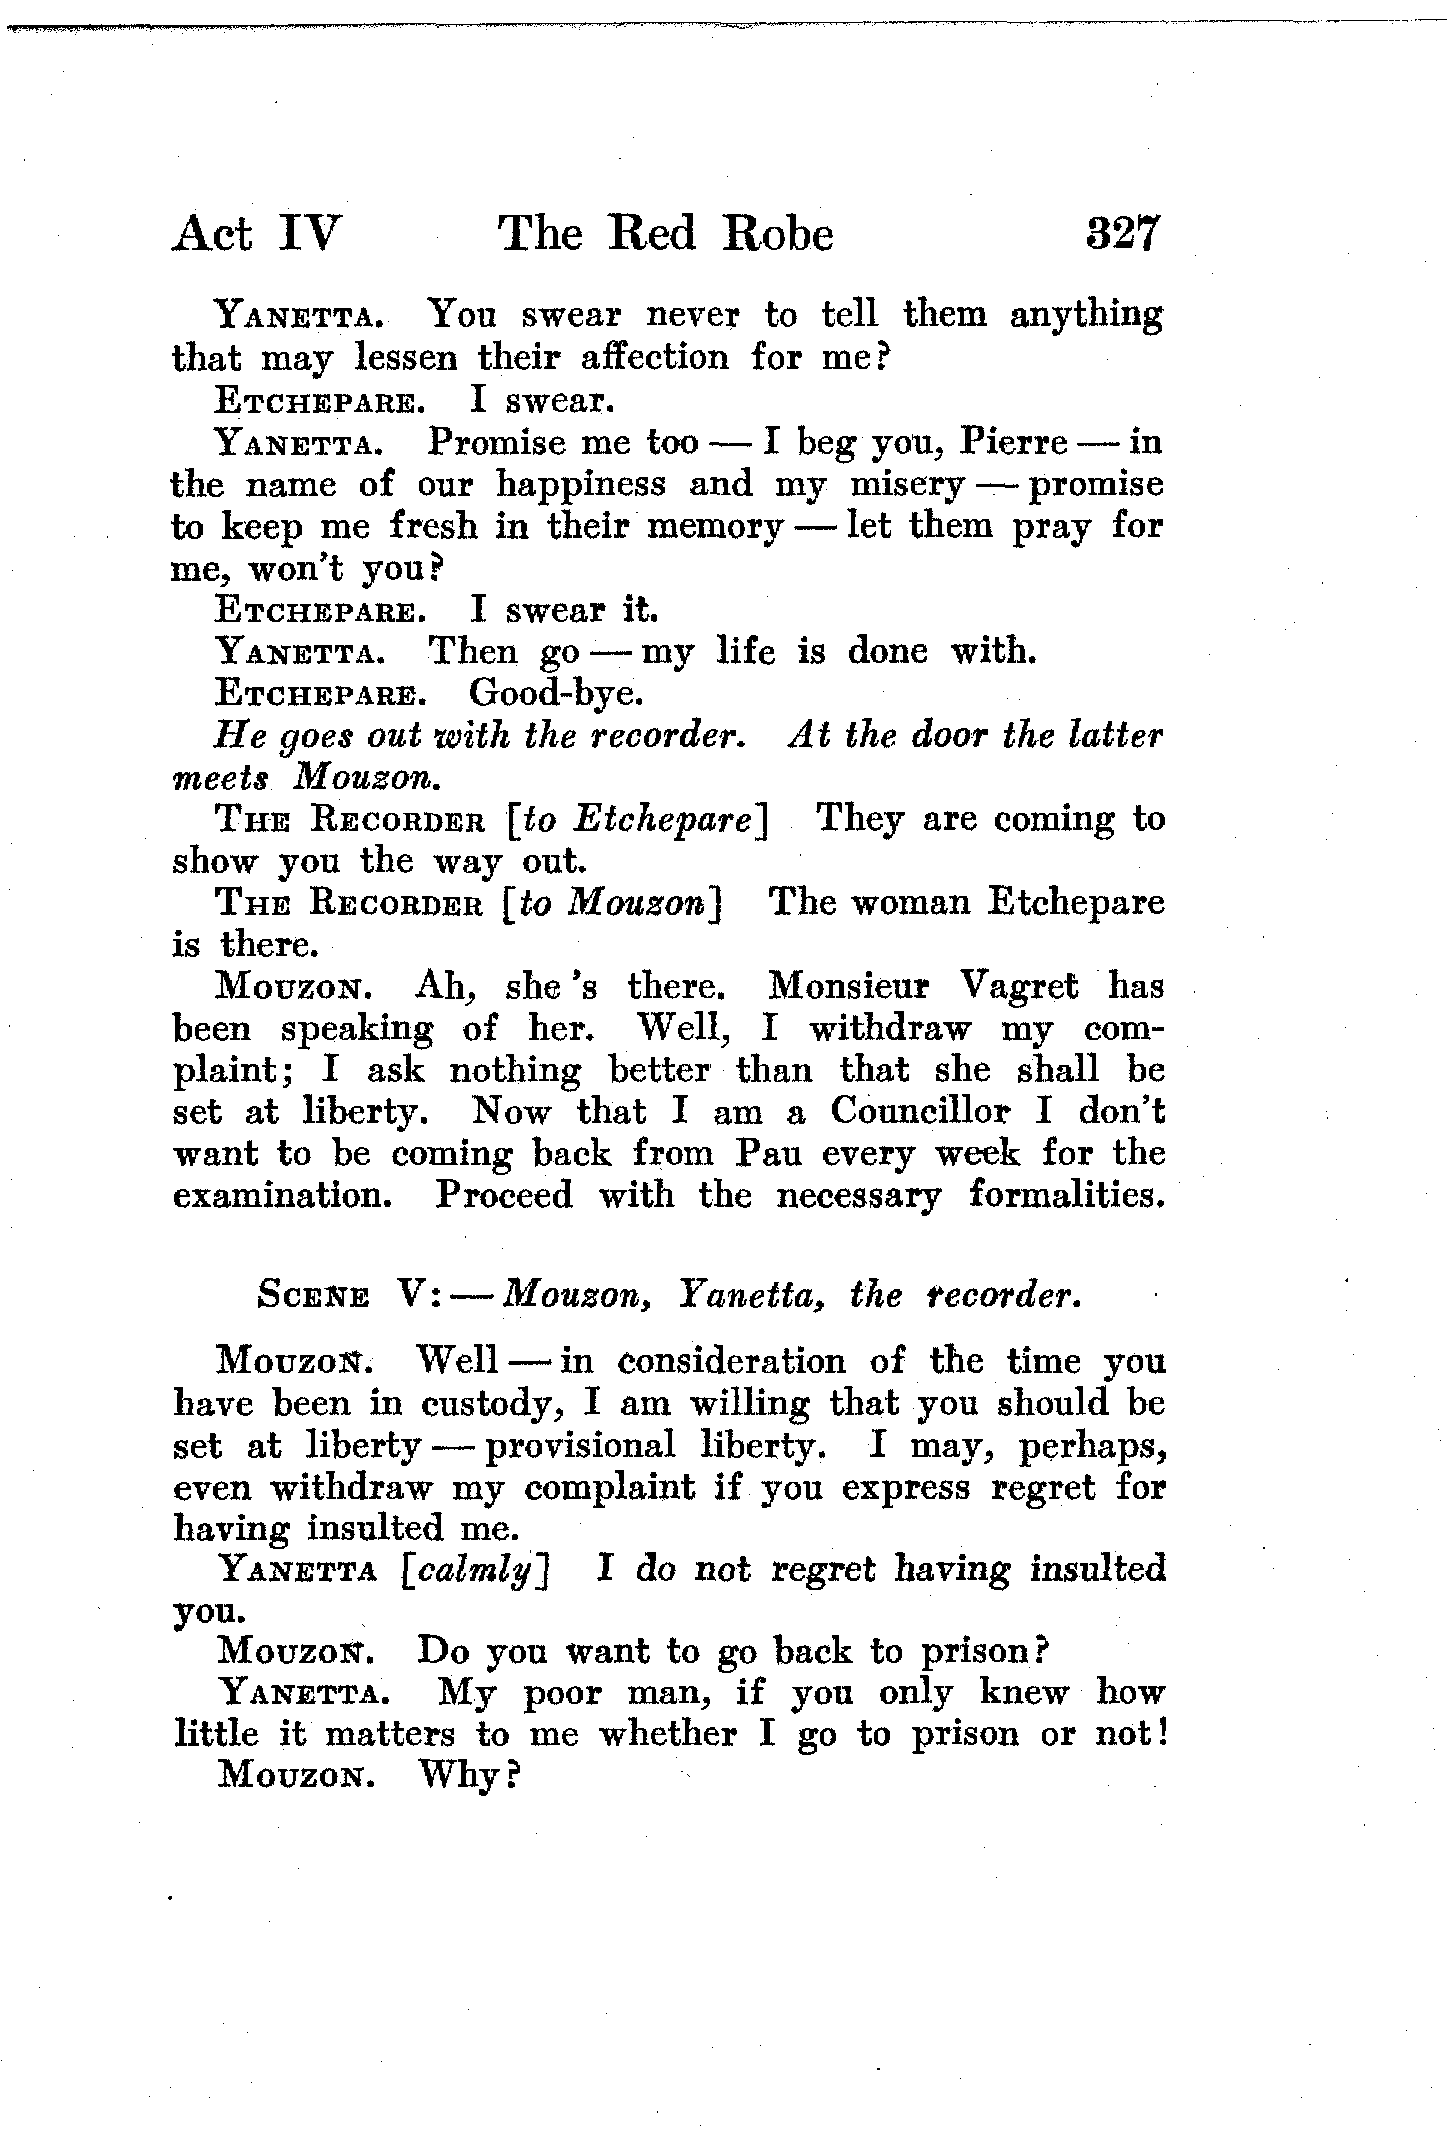 Act IV The Red Robe 327
YANETTA. You swear never to tell them anything
that may lessen their affection for me?
ETCHEPARE. I swear.
YANETTA. Promise me too — I beg you, Pierre — in
the name of our happiness and my misery — promise
to keep me fresh in their memory — let them pray for
me, won't you?
ETCHEPARE. I swear it.
YANETTA. Then go — my life is done with.
ETCHEPARE. Good-bye.
He goes out with the recorder. At the door the latter
meets Mouzon.
THE RECORDER [to Etchepare] They are coming to
show you the way out.
THE RECORDER [to Mouzon] The woman Etchepare
is there.
MOUZON. Ah, she 's there. Monsieur Vagret has
been speaking of her. Well, I withdraw my com-
plaint; I ask nothing better than that she shall be
set at liberty. Now that I am a Councillor I don't
want to be coming back from Pau every week for the
examination. Proceed with the necessary formalities.
SCENE V: — Mouzon, Yanetta, the recorder.
MOUZON. Well — in consideration of the time you
have been in custody, I am willing that you should be
set at liberty — provisional liberty. I may, perhaps,
even withdraw my complaint if you express regret for
having insulted me.
YANETTA [calmly] I do not regret having insulted
you.
MOUZON. Do you want to go back to prison?
YANETTA. My poor man, if you only knew how
little it matters to me whether I go to prison or not!
MOUZON. Why?